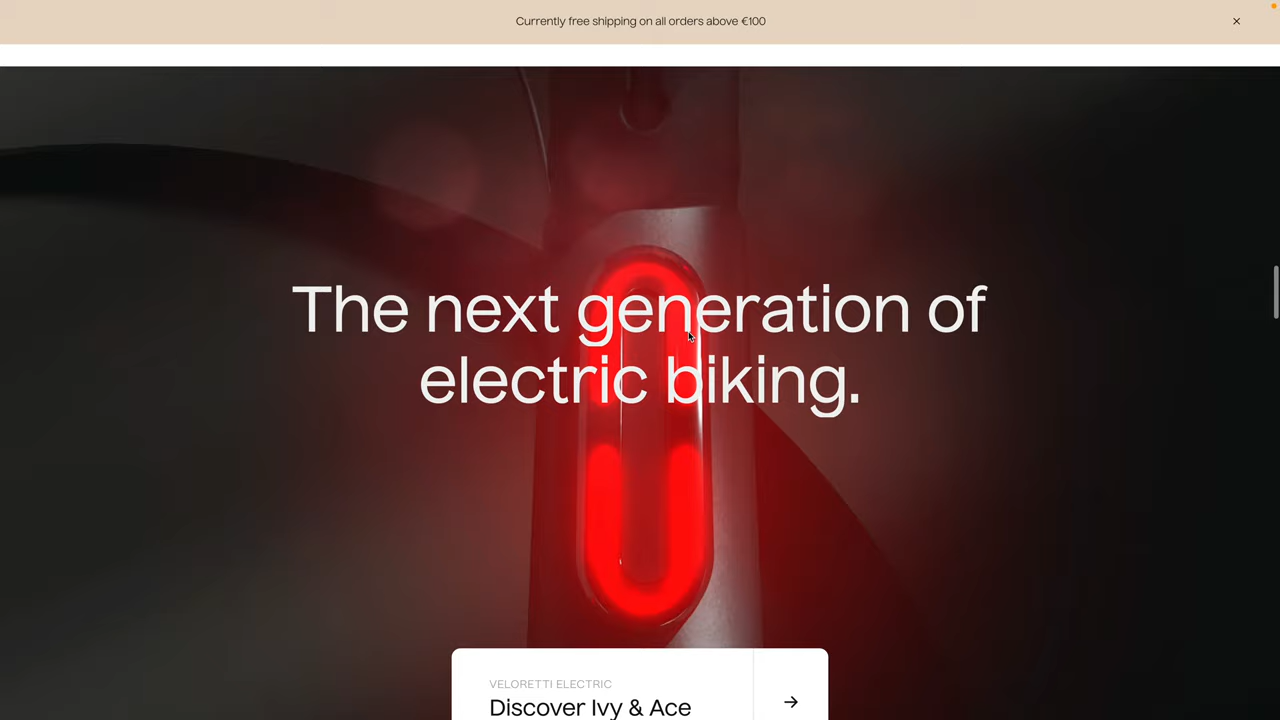 Currently free shipping on all orders above €100
The next generation of
electric biking.
VELORETTI ELECTRIC
Discover Ivy & Ace